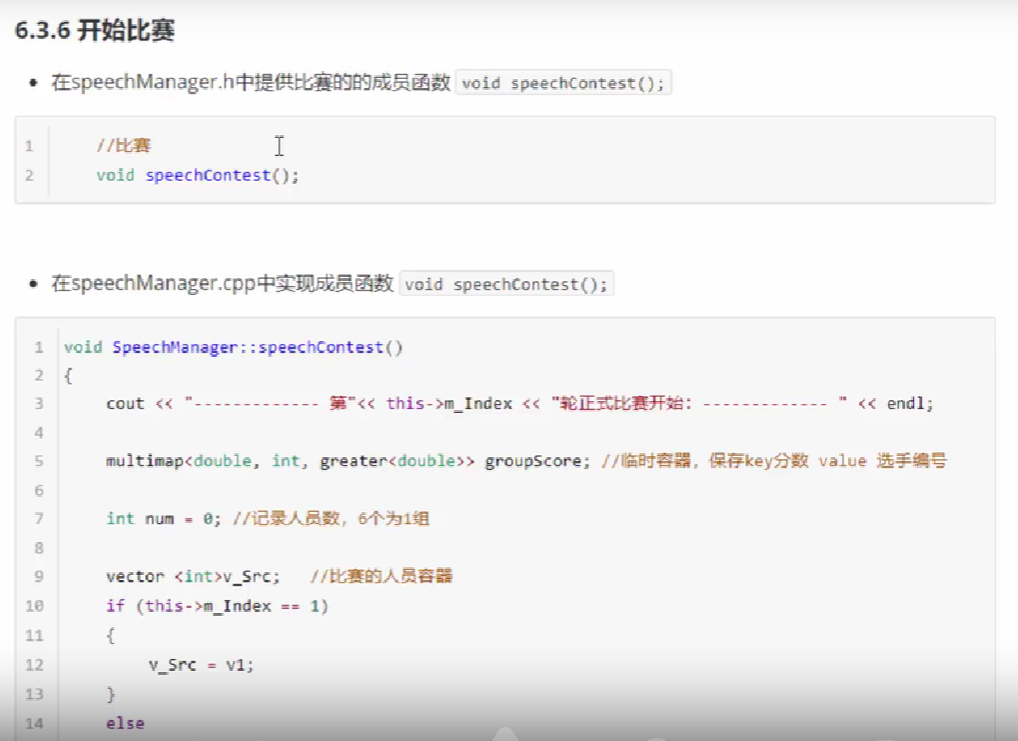 6.3.6 开始比赛
• 在speechManager.h中提供比赛的的成员函数 void speechContest();
1 //比赛
2 void speechContest();
• 在speechManager.cpp中实现成员函数 void speechContest();
1 void SpeechManager::speechContest()
2 {
3 cout << "------------- 第"<< this->m_Index << "轮正式比赛开始: ------------- " << endl;
4
5 multimap<double, int, greater<double>> groupScore; //临时容器，保存key分数 value 选手编号
6
7 int num = 0; //记录人员数，6个为1组
8
9 vector <int>v_Src; //比赛的人员容器
10 if (this->m_Index == 1)
11 {
12 v_Src = v1;
13 }
14 else